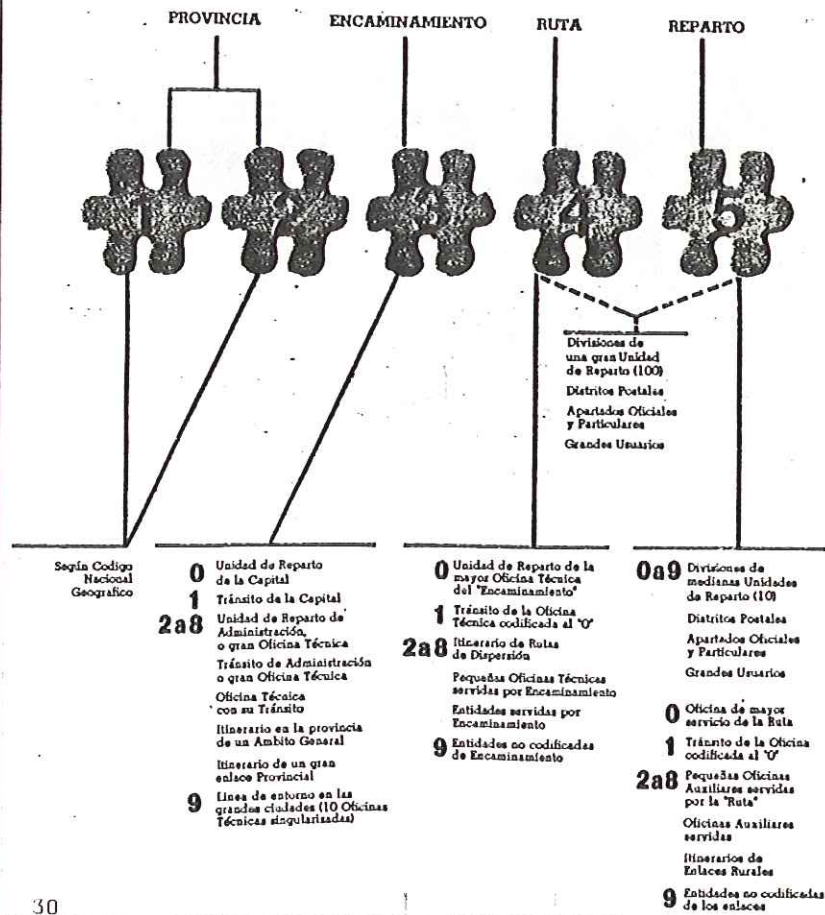 PROVINCIA
ENCAMINAMIENTO
RUTA
REPARTO
1
2
3
4
5
Divisiones de
una gran Unidad
de Reparto (100)
Distritos Postales
Apartados Oficiales
y Particulares
Grandes Usuarios
Según Codigo
Nacional
Geografico
0 Unidad de Reparto
de la Capital
1 Tránsito de la Capital
2a8 Unidad de Reparto de
Administración,
o gran Oficina Técnica
Tránsito de Administración
o gran Oficina Técnica
Oficina Técnica
con su Tránsito
Itinerario en la provincia
de un Ambito General
Itinerario de un gran
enlace Provincial
9 Linea de entorno en las
grandes ciudades (10 Oficinas
Técnicas singularizadas)
0 Unidad de Reparto de la
mayor Oficina Técnica
del "Encaminamiento"
1 Tránsito de la Oficina
Técnica codificada al "0"
2a8 Itinerario de Rutas
de Dispersión
Pequeñas Oficinas Técnicas
servidas por Encaminamiento
Entidades servidas por
Encaminamiento
9 Entidades no codificadas
de Encaminamiento
0a9 Divisiones de
medianas Unidades
de Reparto (10)
Distritos Postales
Apartados Oficiales
y Particulares
Grandes Usuarios
0 Oficina de mayor
servicio de la Ruta
1 Tránsito de la Oficina
codificada al "0"
2a8 Pequeñas Oficinas
Auxiliares servidas
por la "Ruta"
Oficinas Auxiliares
servidas
Itinerarios de
Enlaces Rurales
9 Entidades no codificadas
de los enlaces
30